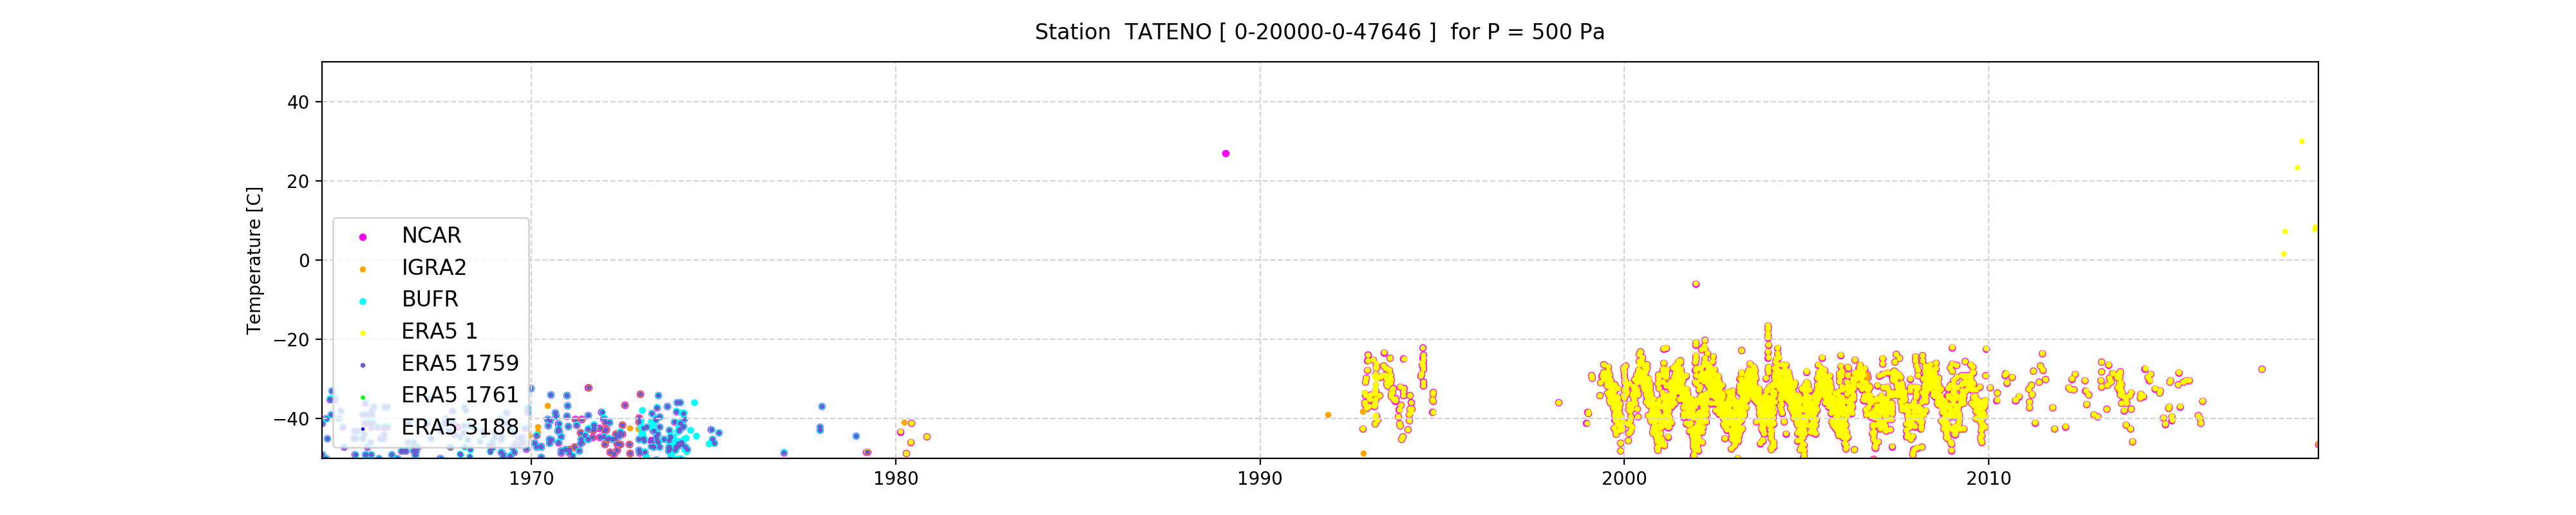 Station  TATENO [ 0-20000-0-47646 ]  for P = 500 Pa
Temperature [C]
40
20
0
−20
−40
NCAR
IGRA2
BUFR
ERA5 1
ERA5 1759
ERA5 1761
ERA5 3188
1970
1980
1990
2000
2010